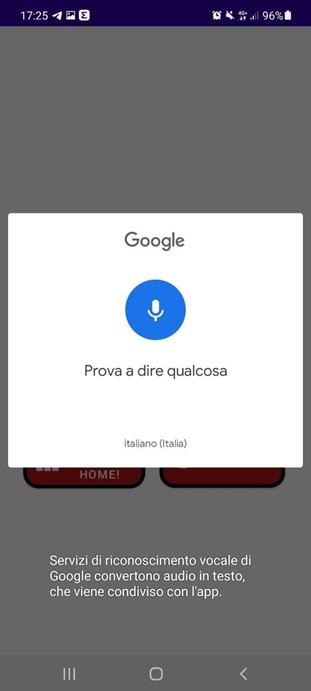 17:25
4G+
96%
Google
Prova a dire qualcosa
italiano (Italia)
HOME!
Servizi di riconoscimento vocale di
Google convertono audio in testo,
che viene condiviso con l'app.